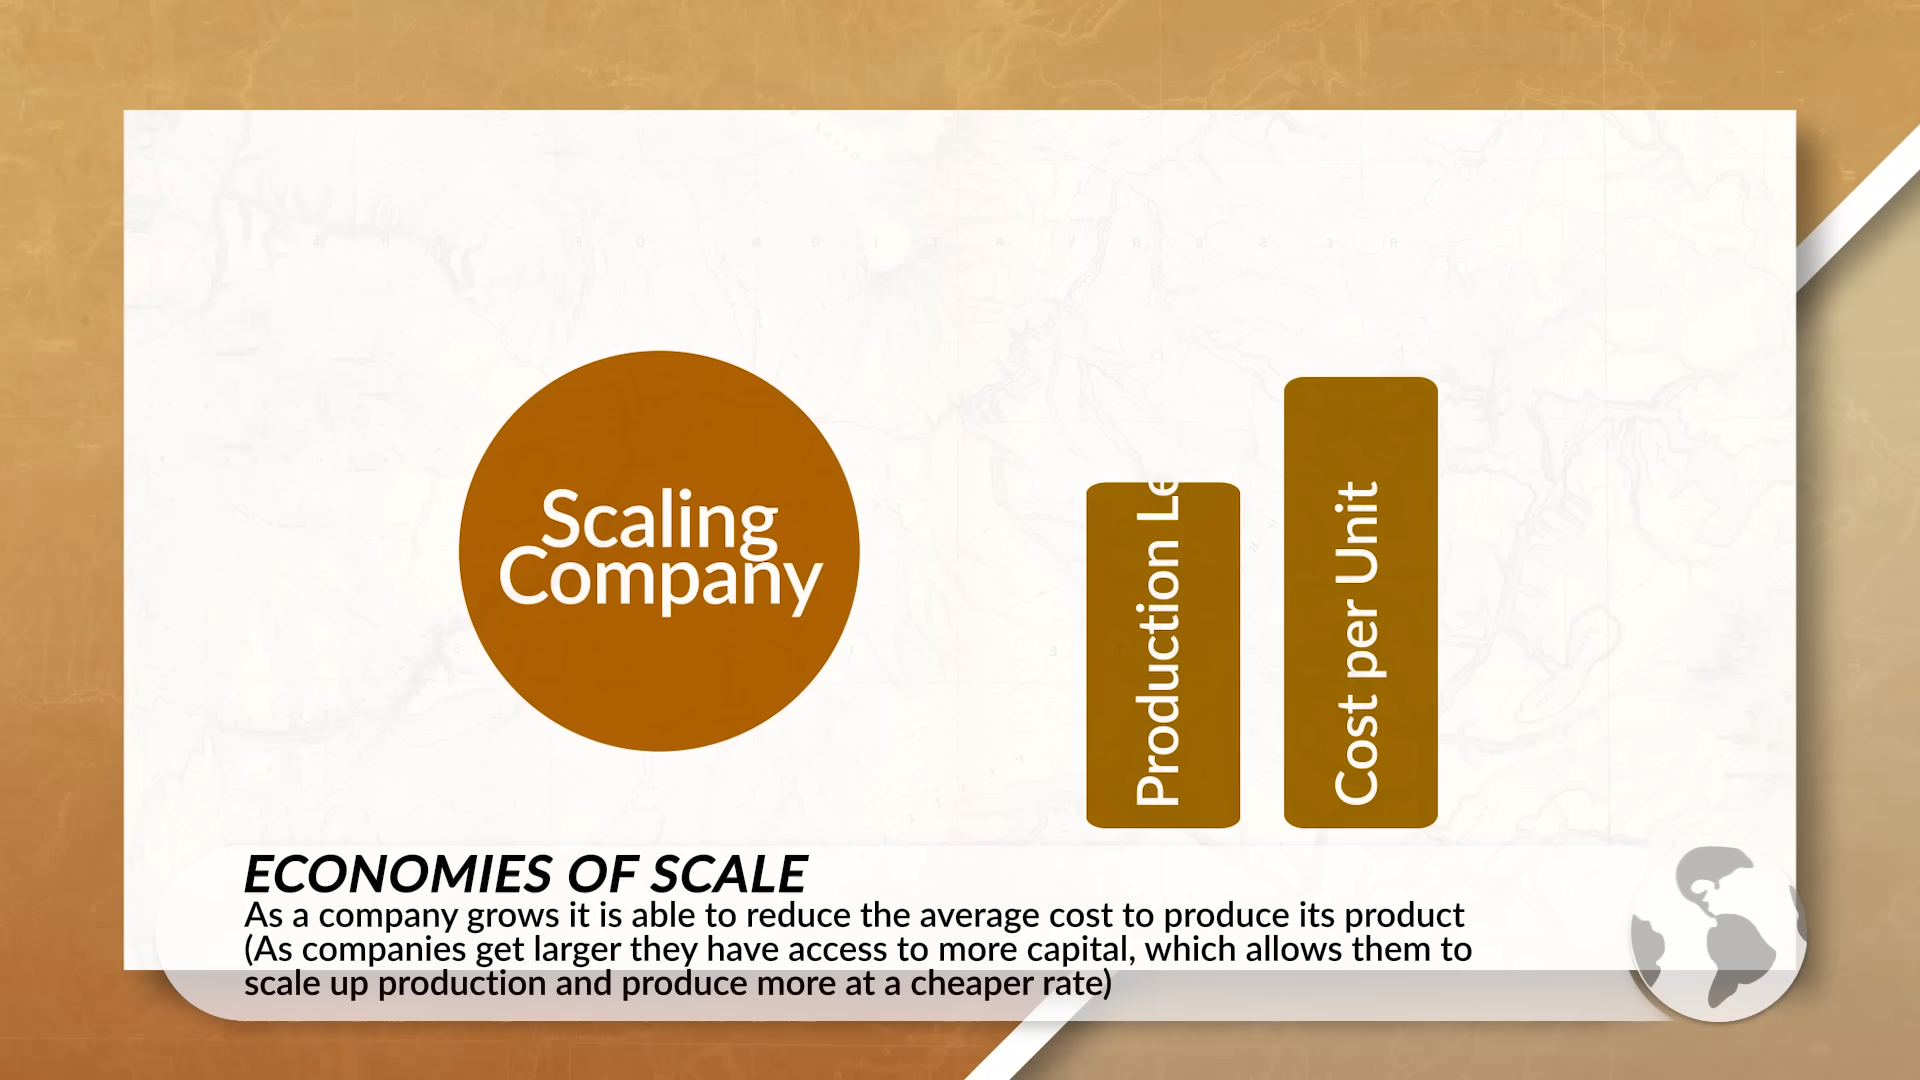 Scaling
Company
Production Le
Cost per Unit
ECONOMIES OF SCALE
As a company grows it is able to reduce the average cost to produce its product
(As companies get larger they have access to more capital, which allows them to
scale up production and produce more at a cheaper rate)